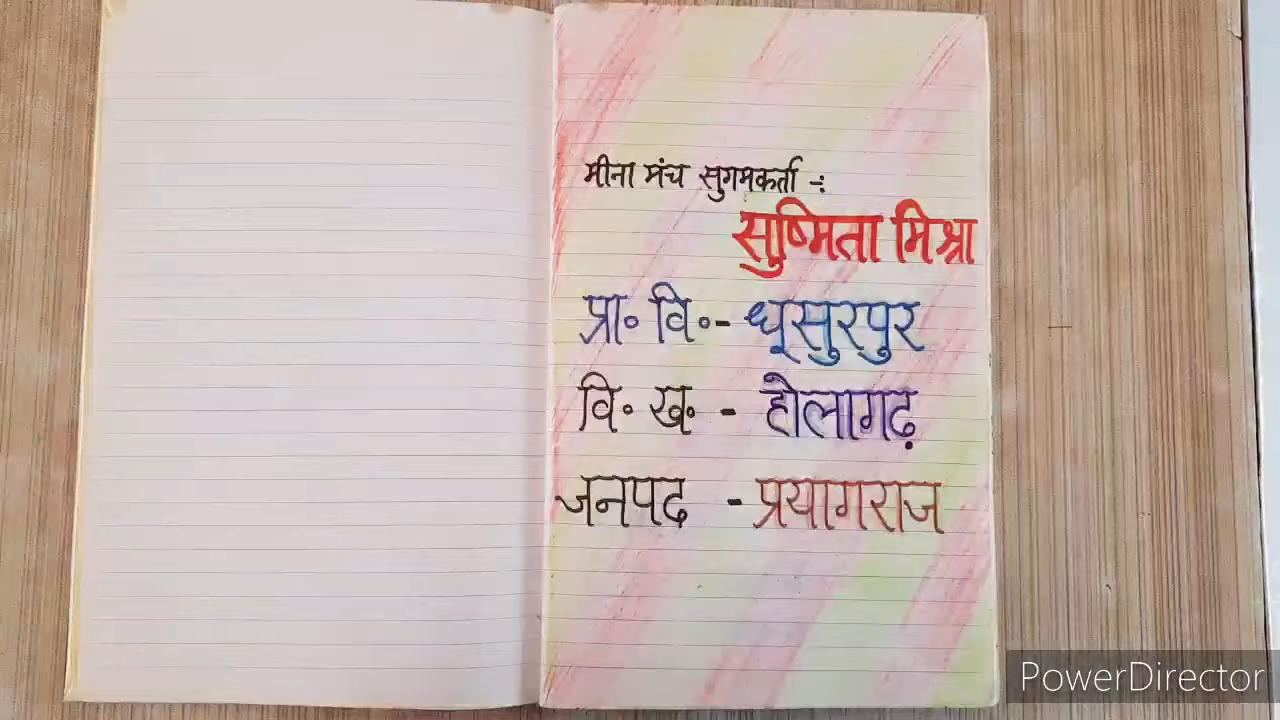 मीना मंच सुगमकर्ता -:
सुष्मिता मिश्रा
प्रा० वि०- धूसुरपुर
वि० ख० - होलागढ़
जनपद - प्रयागराज
PowerDirector